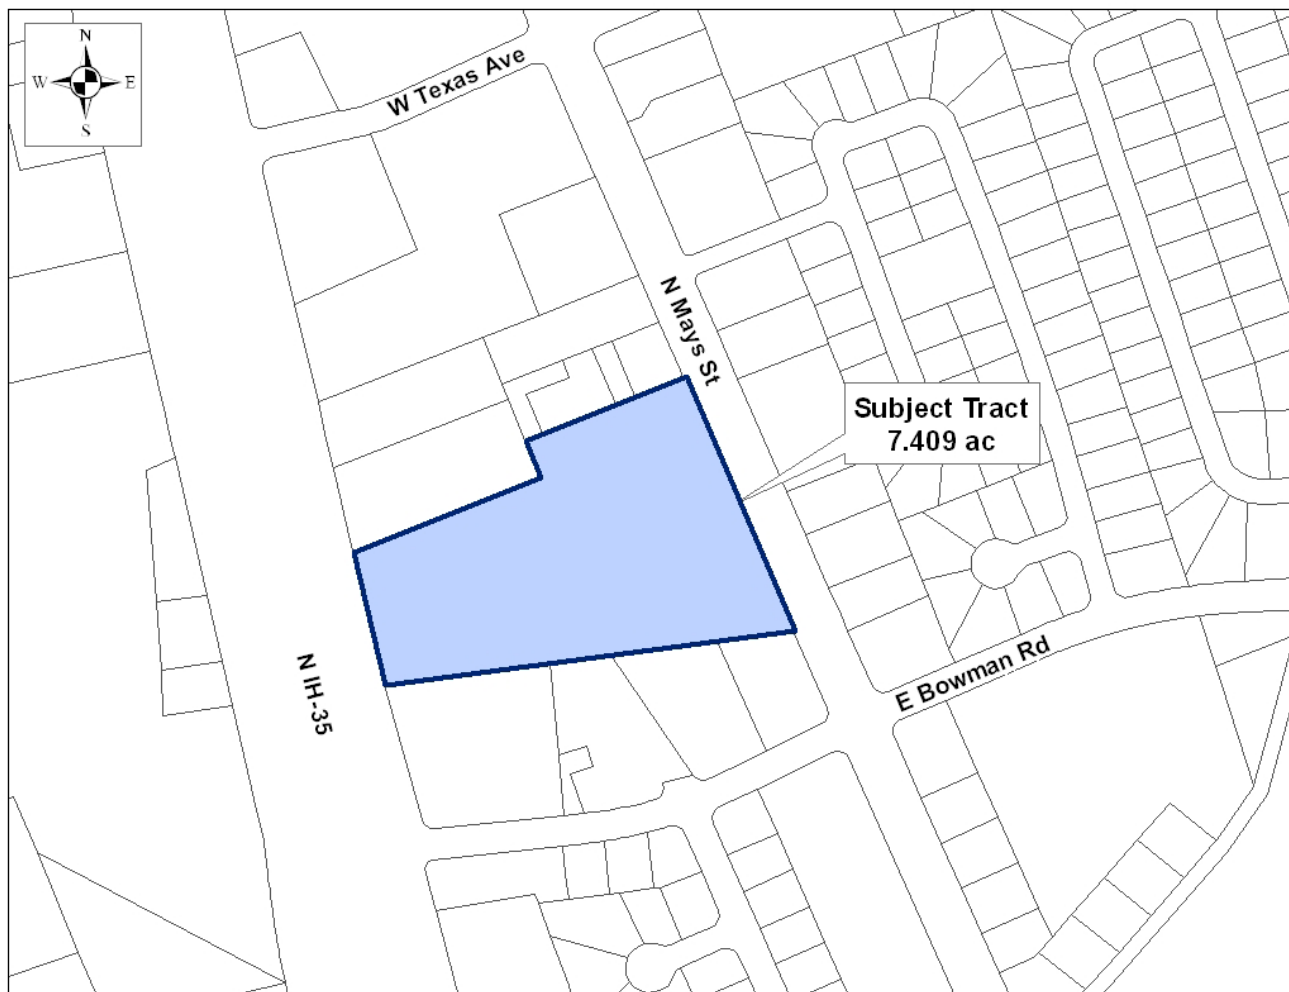 N
W E
S
W Texas Ave
N Mays St
Subject Tract
7.409 ac
N IH-35
E Bowman Rd